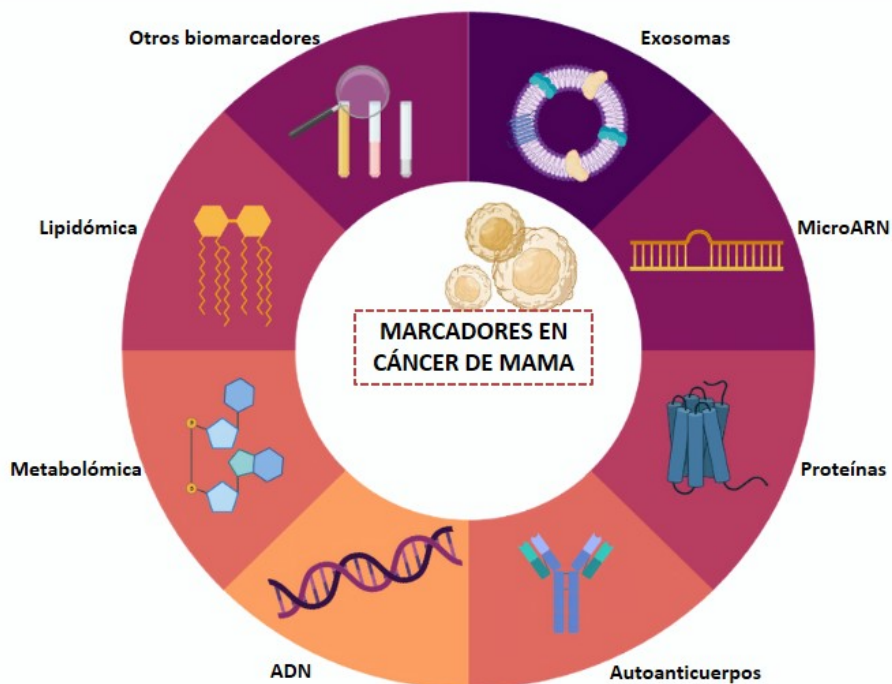 Otros biomarcadores
Exosomas
Lipidómica
MicroARN
MARCADORES EN
CÁNCER DE MAMA
Metabolómica
Proteínas
ADN
Autoanticuerpos